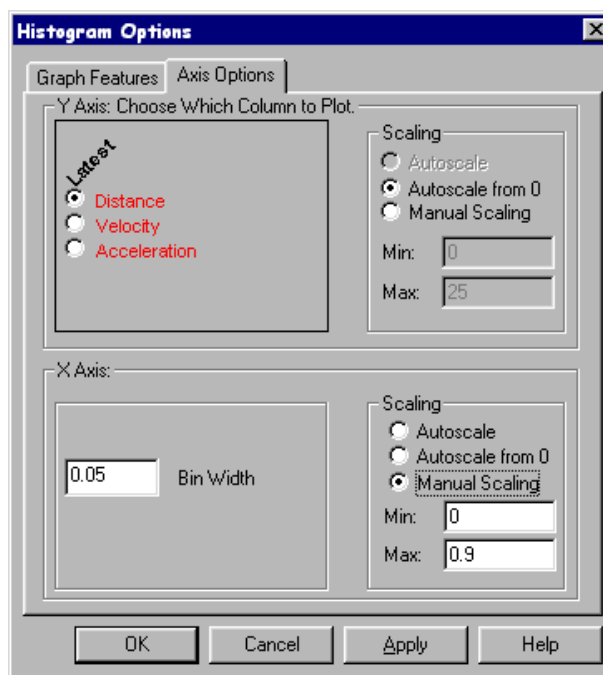 Histogram Options
Graph Features
Axis Options
Y Axis: Choose Which Column to Plot.
Latest
Distance
Velocity
Acceleration
Scaling
Autoscale
Autoscale from 0
Manual Scaling
Min: 0
Max: 25
X Axis:
0.05 Bin Width
Scaling
Autoscale
Autoscale from 0
Manual Scaling
Min: 0
Max: 0.9
OK
Cancel
Apply
Help